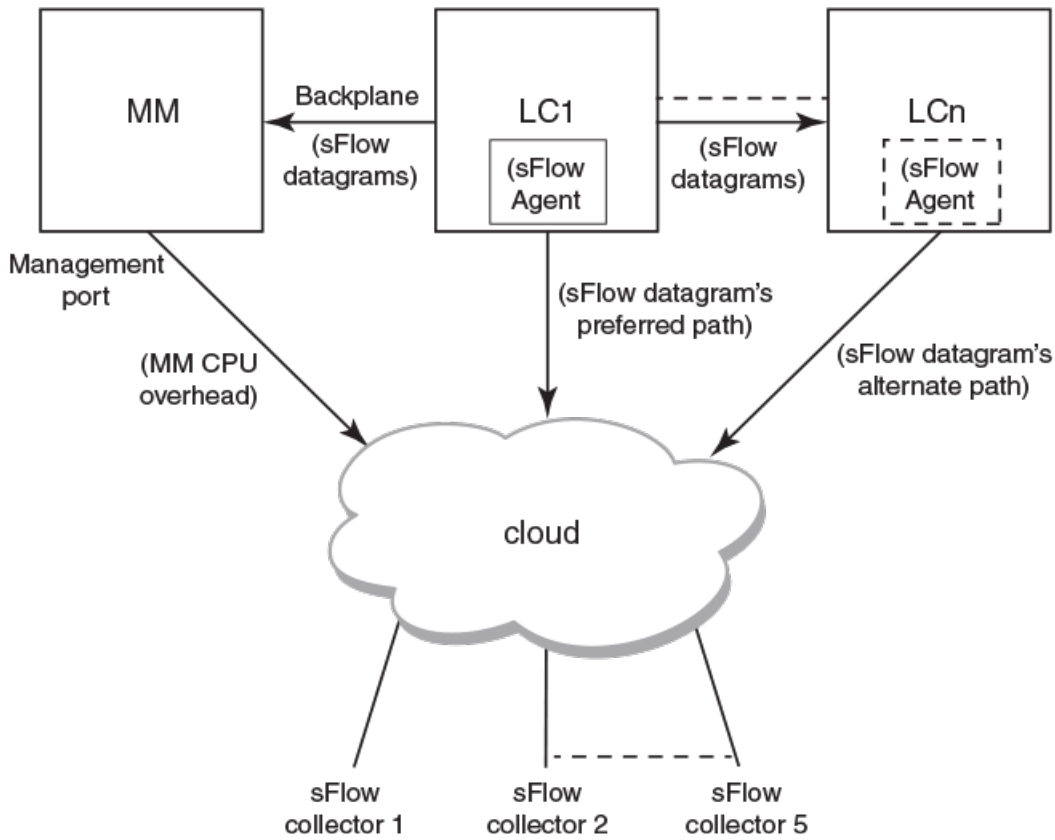 MM
Backplane
(sFlow
datagrams)
LC1
(sFlow
Agent
(sFlow
datagrams)
LCn
(sFlow
Agent
Management
port
(MM CPU
overhead)
(sFlow datagram's
preferred path)
(sFlow datagram's
alternate path)
cloud
sFlow
collector 1
sFlow
collector 2
sFlow
collector 5